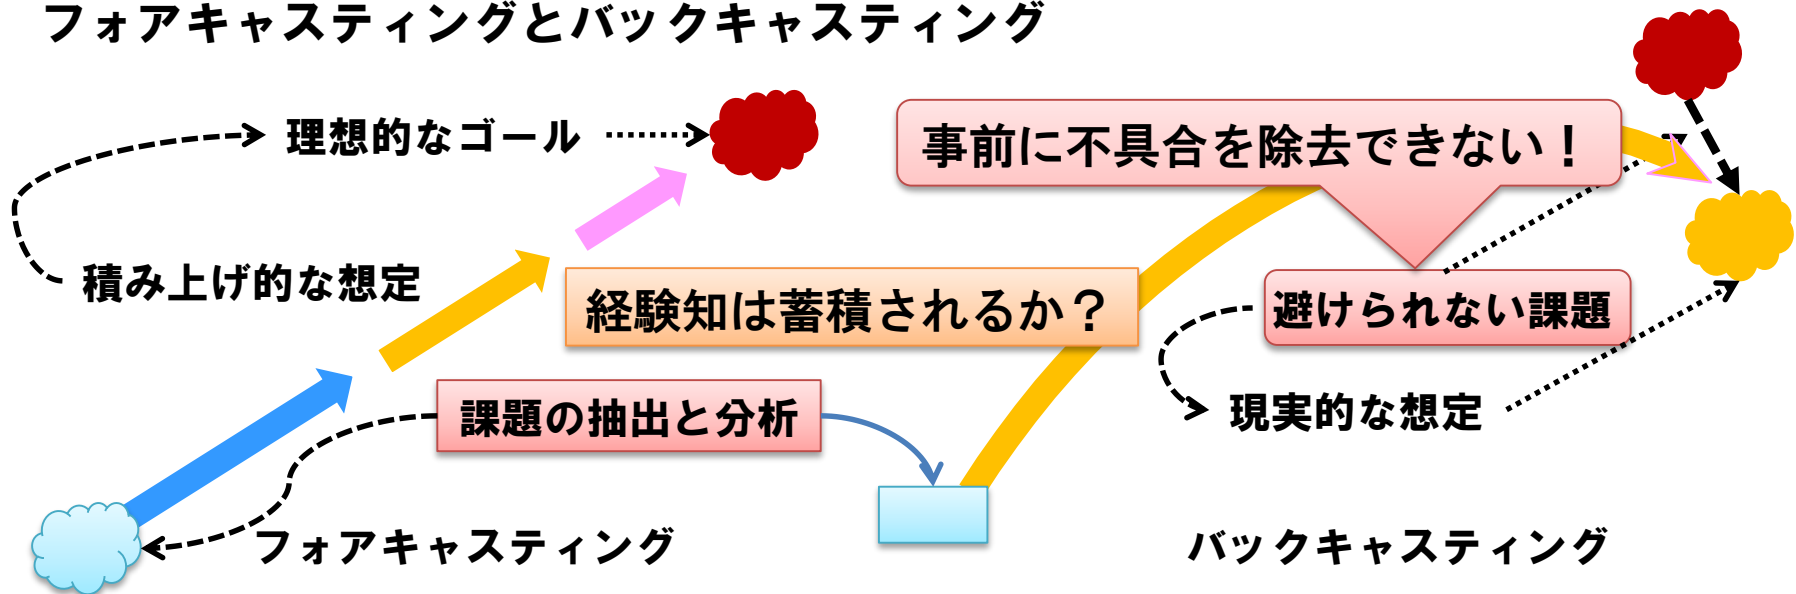 フォアキャスティングとバックキャスティング
理想的なゴール
事前に不具合を除去できない！
積み上げ的な想定
経験知は蓄積されるか？
避けられない課題
課題の抽出と分析
現実的な想定
フォアキャスティング
バックキャスティング